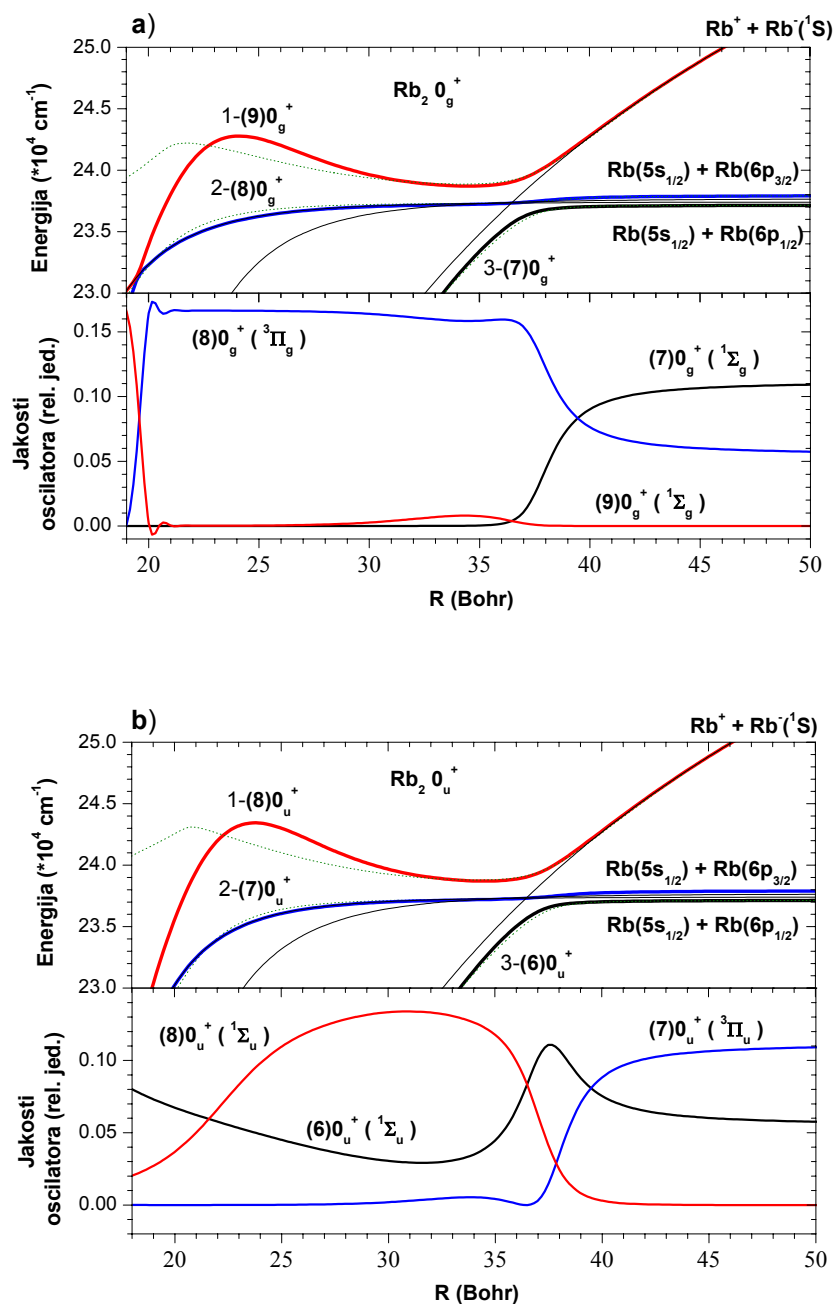 a)
Rb⁺ + Rb⁻(¹S)
25.0
24.5
24.0
23.5
23.0
Energija (*10⁴ cm⁻¹)
Rb₂ 0g⁺
1-(9)0g⁺
2-(8)0g⁺
3-(7)0g⁺
Rb(5s₁/₂) + Rb(6p₃/₂)
Rb(5s₁/₂) + Rb(6p₁/₂)
0.15
0.10
0.05
0.00
Jakosti
oscilatora (rel. jed.)
(8)0g⁺ (³Πg)
(7)0g⁺ (¹Σg)
(9)0g⁺ (¹Σg)
20 25 30 35 40 45 50
R (Bohr)
b)
Rb⁺ + Rb⁻(¹S)
25.0
24.5
24.0
23.5
23.0
Energija (*10⁴ cm⁻¹)
Rb₂ 0u⁺
1-(8)0u⁺
2-(7)0u⁺
3-(6)0u⁺
Rb(5s₁/₂) + Rb(6p₃/₂)
Rb(5s₁/₂) + Rb(6p₁/₂)
0.10
0.05
0.00
Jakosti
oscilatora (rel. jed.)
(8)0u⁺ (¹Σu)
(7)0u⁺ (³Πu)
(6)0u⁺ (¹Σu)
20 25 30 35 40 45 50
R (Bohr)